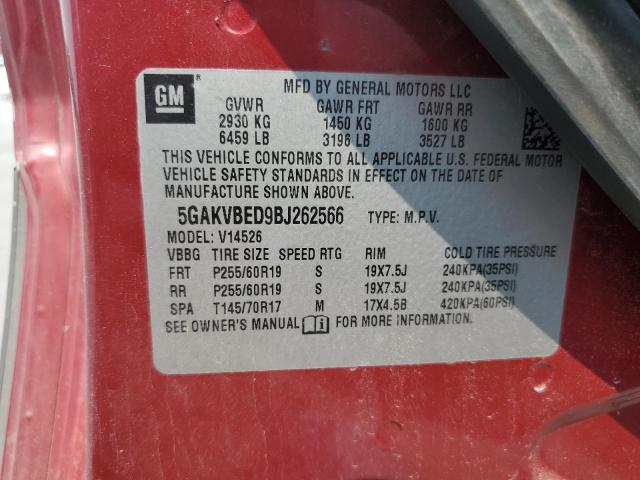 GM ®
MFD BY GENERAL MOTORS LLC
GVWR GAWR FRT GAWR RR
2930 KG 1450 KG 1600 KG
6459 LB 3196 LB 3527 LB
THIS VEHICLE CONFORMS TO ALL APPLICABLE U.S. FEDERAL MOTOR
VEHICLE SAFETY STANDARDS IN EFFECT ON THE DATE OF
MANUFACTURE SHOWN ABOVE.
5GAKVBED9BJ262566 TYPE: M.P.V.
MODEL: V14526
VBBG TIRE SIZE SPEED RTG RIM COLD TIRE PRESSURE
FRT P255/60R19 S 19X7.5J 240KPA(35PSI)
RR P255/60R19 S 19X7.5J 240KPA(35PSI)
SPA T145/70R17 M 17X4.5B 420KPA(60PSI)
SEE OWNER'S MANUAL FOR MORE INFORMATION.